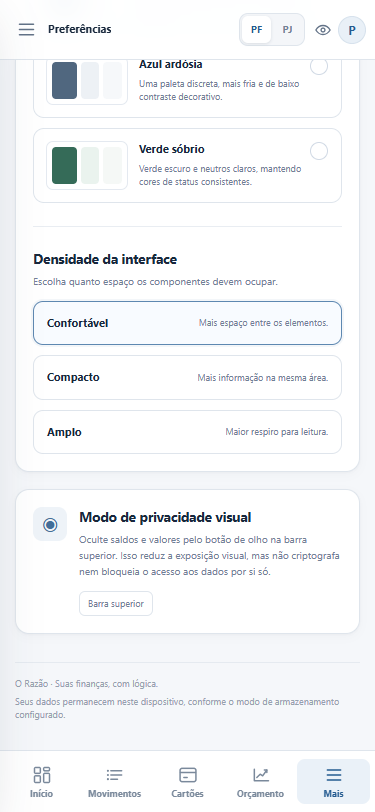 Preferências
PF
PJ
P
Azul ardósia
Uma paleta discreta, mais fria e de baixo
contraste decorativo.
Verde sóbrio
Verde escuro e neutros claros, mantendo
cores de status consistentes.
Densidade da interface
Escolha quanto espaço os componentes devem ocupar.
Confortável
Mais espaço entre os elementos.
Compacto
Mais informação na mesma área.
Amplo
Maior respiro para leitura.
Modo de privacidade visual
Oculte saldos e valores pelo botão de olho na barra
superior. Isso reduz a exposição visual, mas não criptografa
nem bloqueia o acesso aos dados por si só.
Barra superior
O Razão · Suas finanças, com lógica.
Seus dados permanecem neste dispositivo, conforme o modo de armazenamento
configurado.
Início
Movimentos
Cartões
Orçamento
Mais